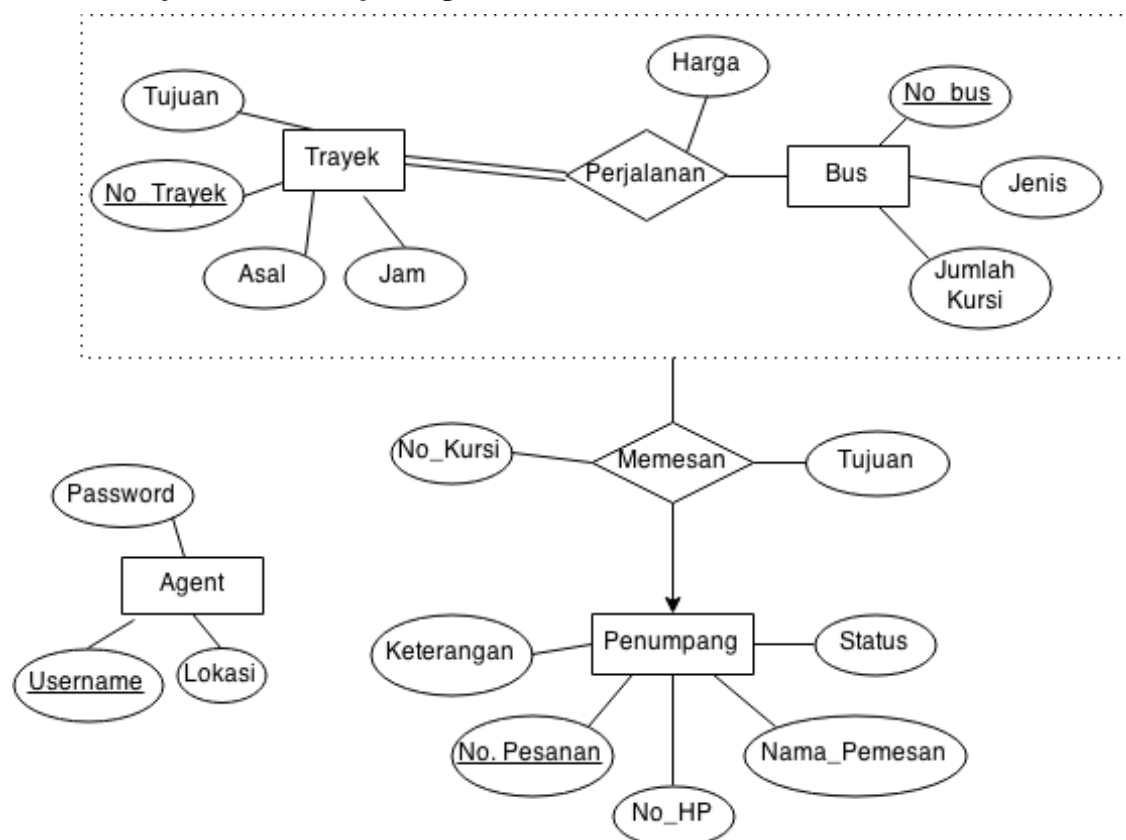 Harga
No_bus
Tujuan
Trayek
Perjalanan
Bus
No_Trayek
Jenis
Asal
Jam
Jumlah
Kursi
No_Kursi
Memesan
Tujuan
Password
Agent
Username
Lokasi
Keterangan
Penumpang
Status
No. Pesanan
Nama_Pemesan
No_HP